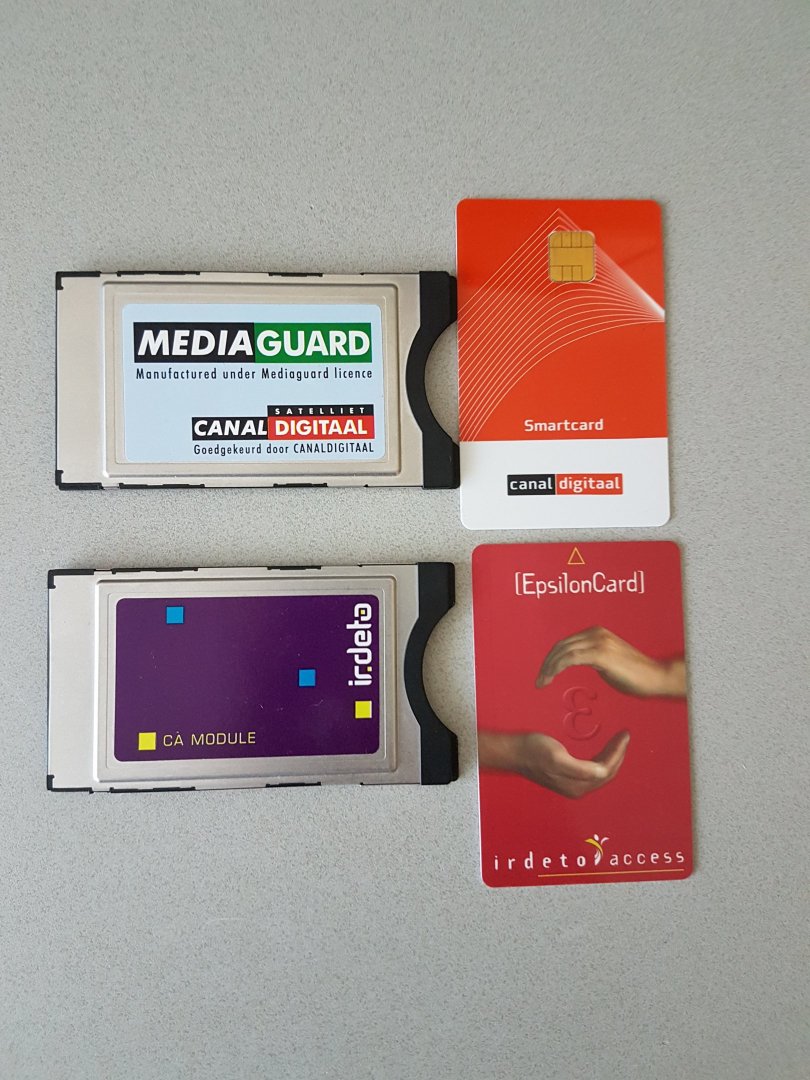 MEDIAGUARD
Manufactured under Mediaguard licence
SATELLIET
CANAL DIGITAAL
Goedgekeurd door CANALDIGITAAL
Smartcard
canal digitaal
irdeto
CA MODULE
[EpsilonCard]
ε
irdeto access